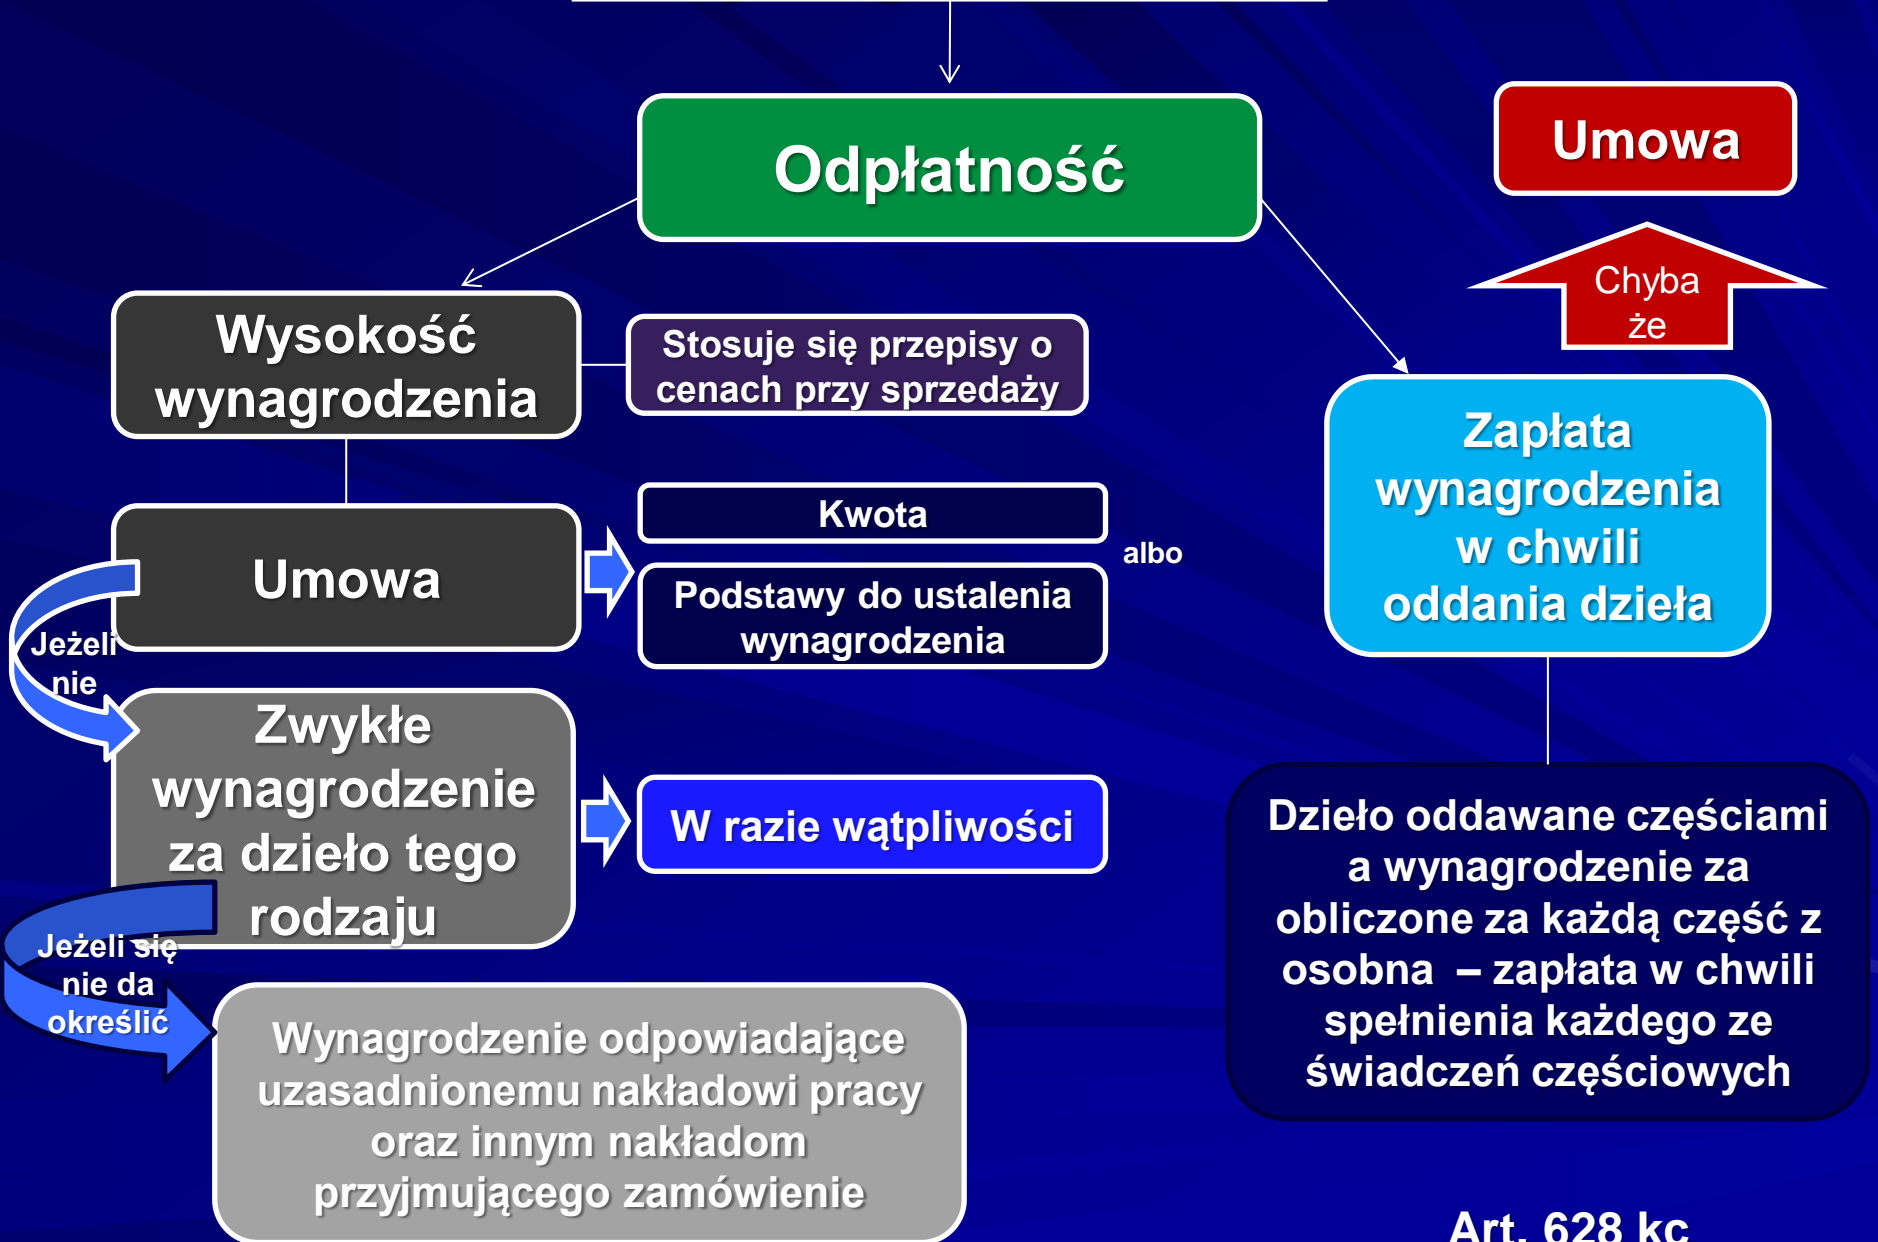 Odpłatność
Umowa
Chyba
że
Wysokość
wynagrodzenia
Stosuje się przepisy o
cenach przy sprzedaży
Zapłata
wynagrodzenia
w chwili
oddania dzieła
Umowa
Kwota
albo
Podstawy do ustalenia
wynagrodzenia
Jeżeli
nie
Zwykłe
wynagrodzenie
za dzieło tego
rodzaju
W razie wątpliwości
Dzieło oddawane częściami
a wynagrodzenie za
obliczone za każdą część z
osobna – zapłata w chwili
spełnienia każdego ze
świadczeń częściowych
Jeżeli się
nie da
określić
Wynagrodzenie odpowiadające
uzasadnionemu nakładowi pracy
oraz innym nakładom
przyjmującego zamówienie
Art. 628 kc